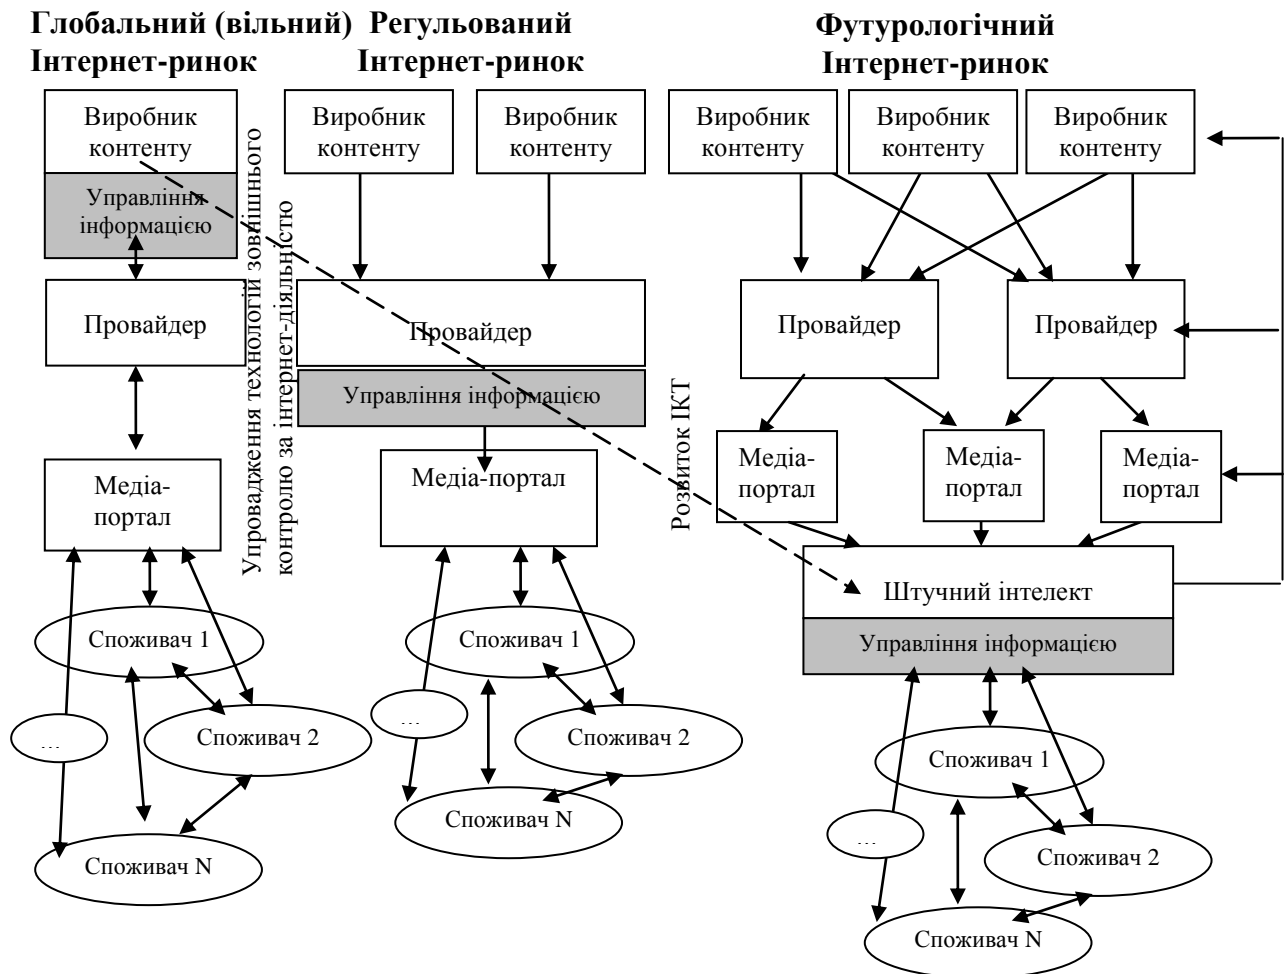 Глобальний (вільний)
Інтернет-ринок
Виробник
контенту
Управління
інформацією
Провайдер
Медіа-
портал
Споживач 1
Споживач 2
...
Споживач N
Упровадження технологій зовнішнього
контролю за інтернет-діяльністю
Регульований
Інтернет-ринок
Виробник
контенту
Виробник
контенту
Провайдер
Управління інформацією
Медіа-портал
Споживач 1
Споживач 2
...
Споживач N
Розвиток ІКТ
Футурологічний
Інтернет-ринок
Виробник
контенту
Виробник
контенту
Виробник
контенту
Провайдер
Провайдер
Медіа-
портал
Медіа-
портал
Медіа-
портал
Штучний інтелект
Управління інформацією
Споживач 1
...
Споживач 2
Споживач N